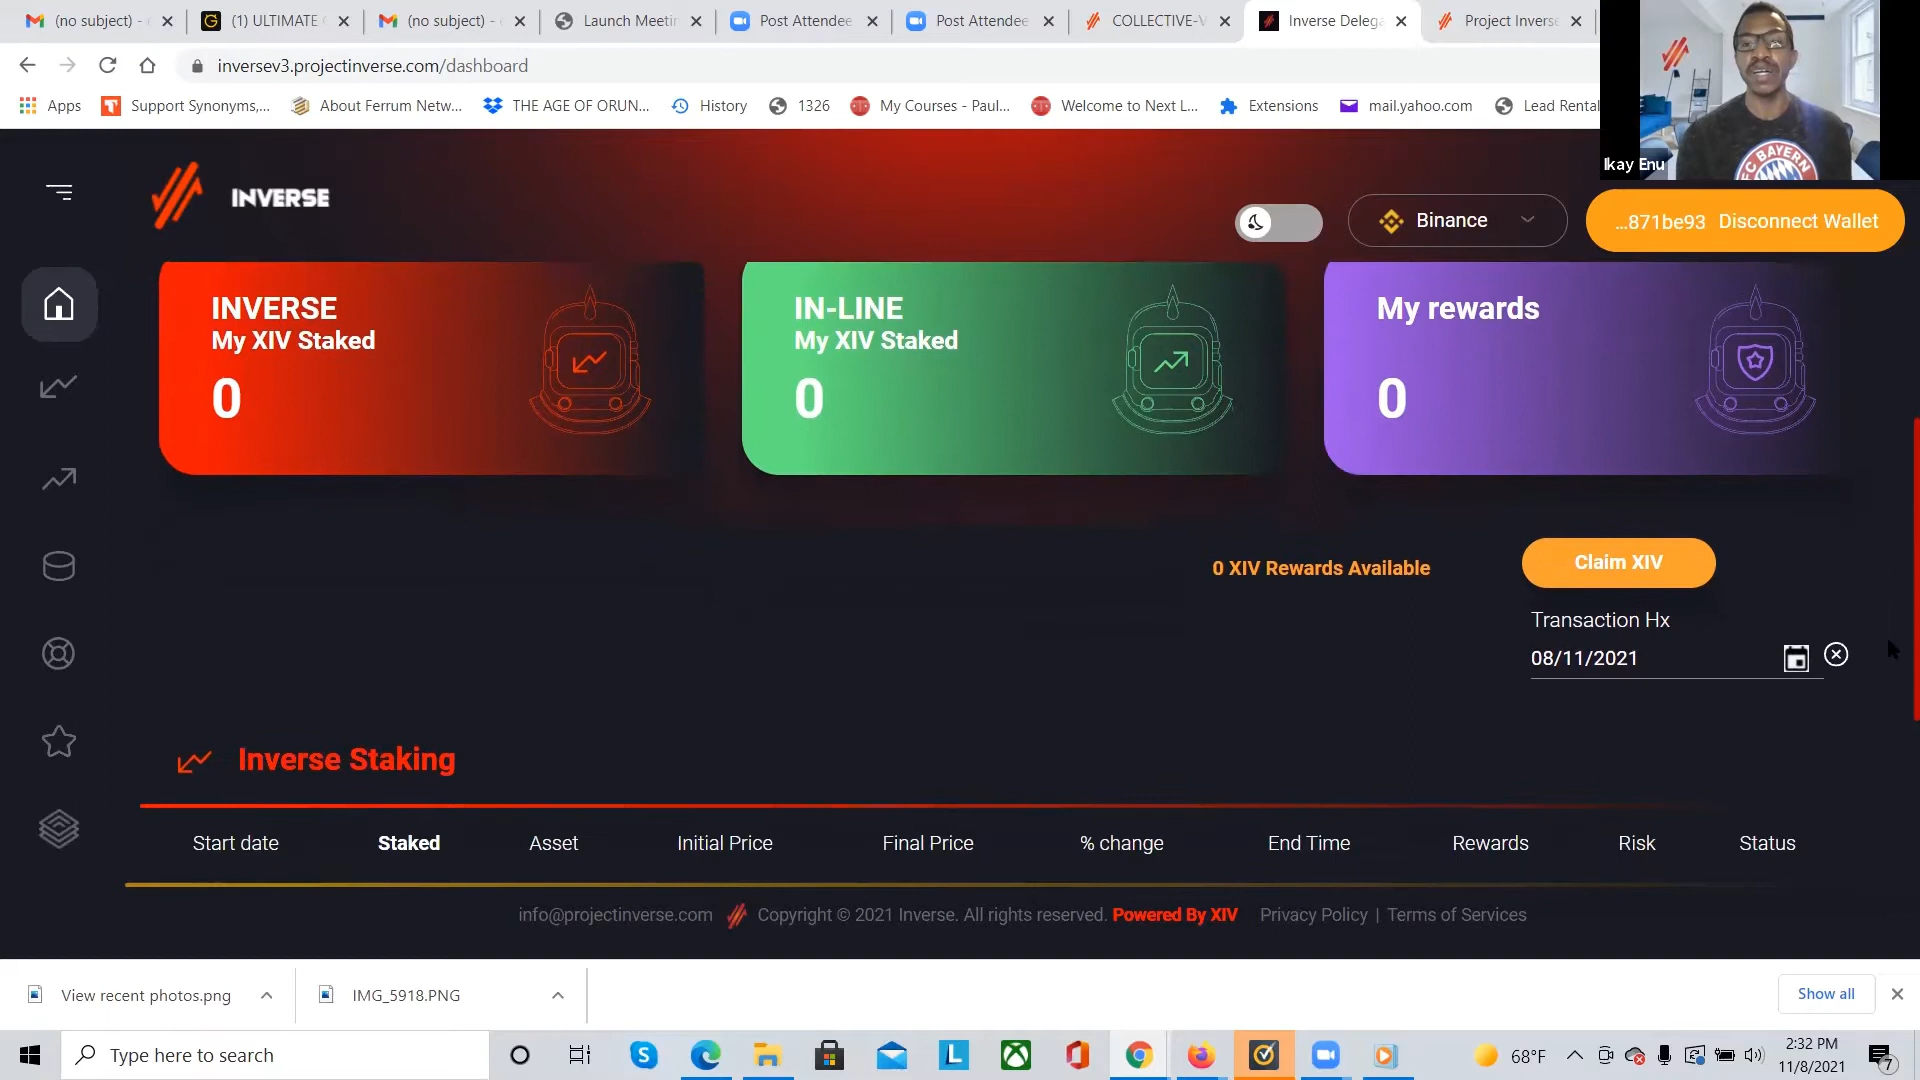 (no subject) -
(1) ULTIMATE
(no subject) -
Launch Meetin
Post Attendee
Post Attendee
COLLECTIVE-V
Inverse Delega
Project Inverse
inversev3.projectinverse.com/dashboard
Apps
Support Synonyms,...
About Ferrum Netw...
THE AGE OF ORUN...
History
1326
My Courses - Paul...
Welcome to Next L...
Extensions
mail.yahoo.com
Lead Rental
FC BAYERN
Ikay Enu
INVERSE
Binance
...871be93 Disconnect Wallet
INVERSE
My XIV Staked
0
IN-LINE
My XIV Staked
0
My rewards
0
0 XIV Rewards Available
Claim XIV
Transaction Hx
08/11/2021
Inverse Staking
Start date
Staked
Asset
Initial Price
Final Price
% change
End Time
Rewards
Risk
Status
info@projectinverse.com
Copyright © 2021 Inverse. All rights reserved. Powered By XIV
Privacy Policy | Terms of Services
View recent photos.png
IMG_5918.PNG
Show all
Type here to search
68°F
2:32 PM
11/8/2021
7